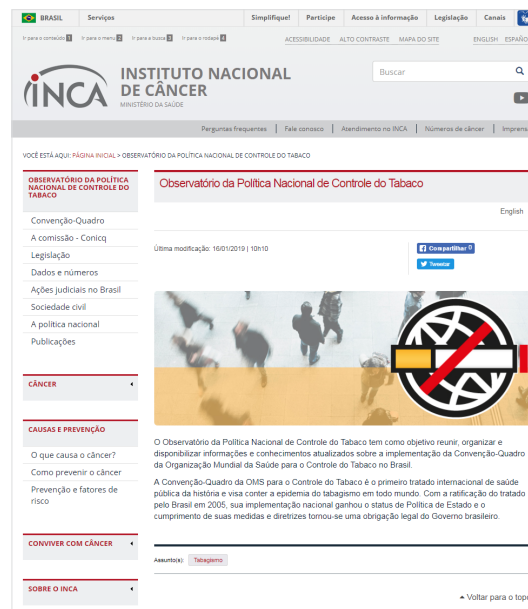 BRASIL Serviços Simplifique! Participe Acesso à informação Legislação Canais
Ir para o conteúdo 1 Ir para o menu 2 Ir para a busca 3 Ir para o rodapé 4 ACESSIBILIDADE ALTO CONTRASTE MAPA DO SITE ENGLISH ESPAÑO
INCA
INSTITUTO NACIONAL
DE CÂNCER
MINISTÉRIO DA SAÚDE
Buscar
Perguntas frequentes | Fale conosco | Atendimento no INCA | Números de câncer | Imprens
VOCÊ ESTÁ AQUI: PÁGINA INICIAL > OBSERVATÓRIO DA POLÍTICA NACIONAL DE CONTROLE DO TABACO
OBSERVATÓRIO DA POLÍTICA
NACIONAL DE CONTROLE DO
TABACO
Convenção-Quadro
A comissão - Conicq
Legislação
Dados e números
Ações judiciais no Brasil
Sociedade civil
A política nacional
Publicações
CÂNCER
CAUSAS E PREVENÇÃO
O que causa o câncer?
Como prevenir o câncer
Prevenção e fatores de
risco
CONVIVER COM CÂNCER
SOBRE O INCA
Observatório da Política Nacional de Controle do Tabaco
English
Última modificação: 16/01/2019 | 10h10
Compartilhar 0
Tweetar
O Observatório da Política Nacional de Controle do Tabaco tem como objetivo reunir, organizar e
disponibilizar informações e conhecimentos atualizados sobre a implementação da Convenção-Quadro
da Organização Mundial da Saúde para o Controle do Tabaco no Brasil.
A Convenção-Quadro da OMS para o Controle do Tabaco é o primeiro tratado internacional de saúde
pública da história e visa conter a epidemia do tabagismo em todo mundo. Com a ratificação do tratado
pelo Brasil em 2005, sua implementação nacional ganhou o status de Política de Estado e o
cumprimento de suas medidas e diretrizes tornou-se uma obrigação legal do Governo brasileiro.
Assunto(s): Tabagismo
Voltar para o topo